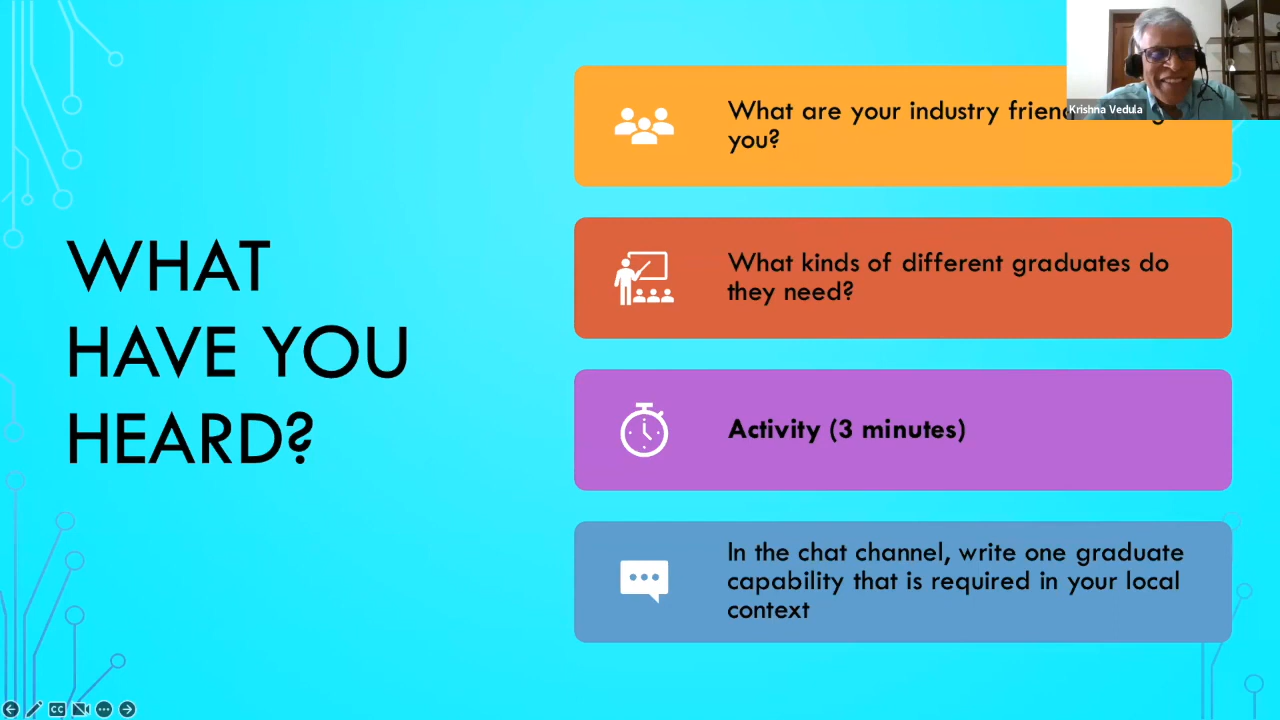 WHAT
HAVE YOU
HEARD?
What are your industry
you?
What kinds of different graduates do
they need?
Activity (3 minutes)
In the chat channel, write one graduate
capability that is required in your local
context
Krishna Vedula
CC